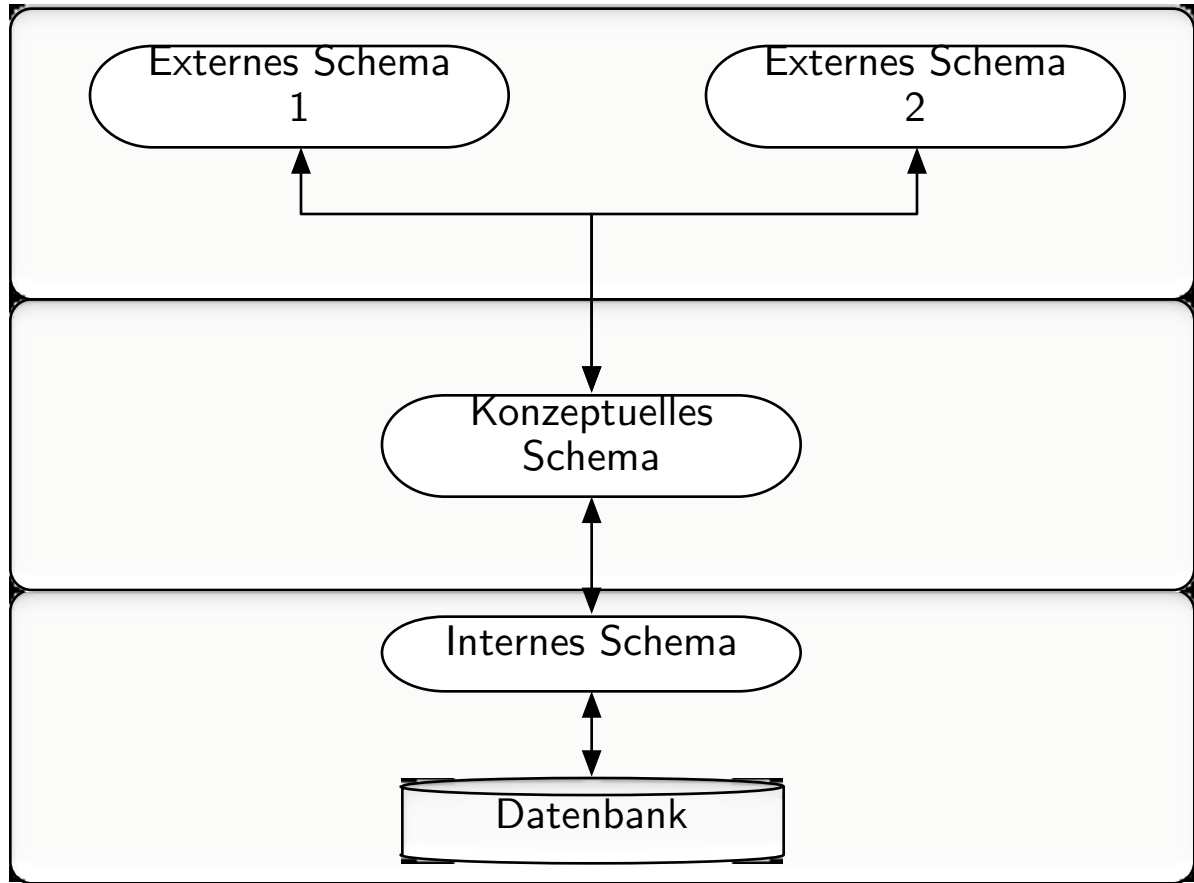 Externes Schema
1
Externes Schema
2
Konzeptuelles
Schema
Internes Schema
Datenbank